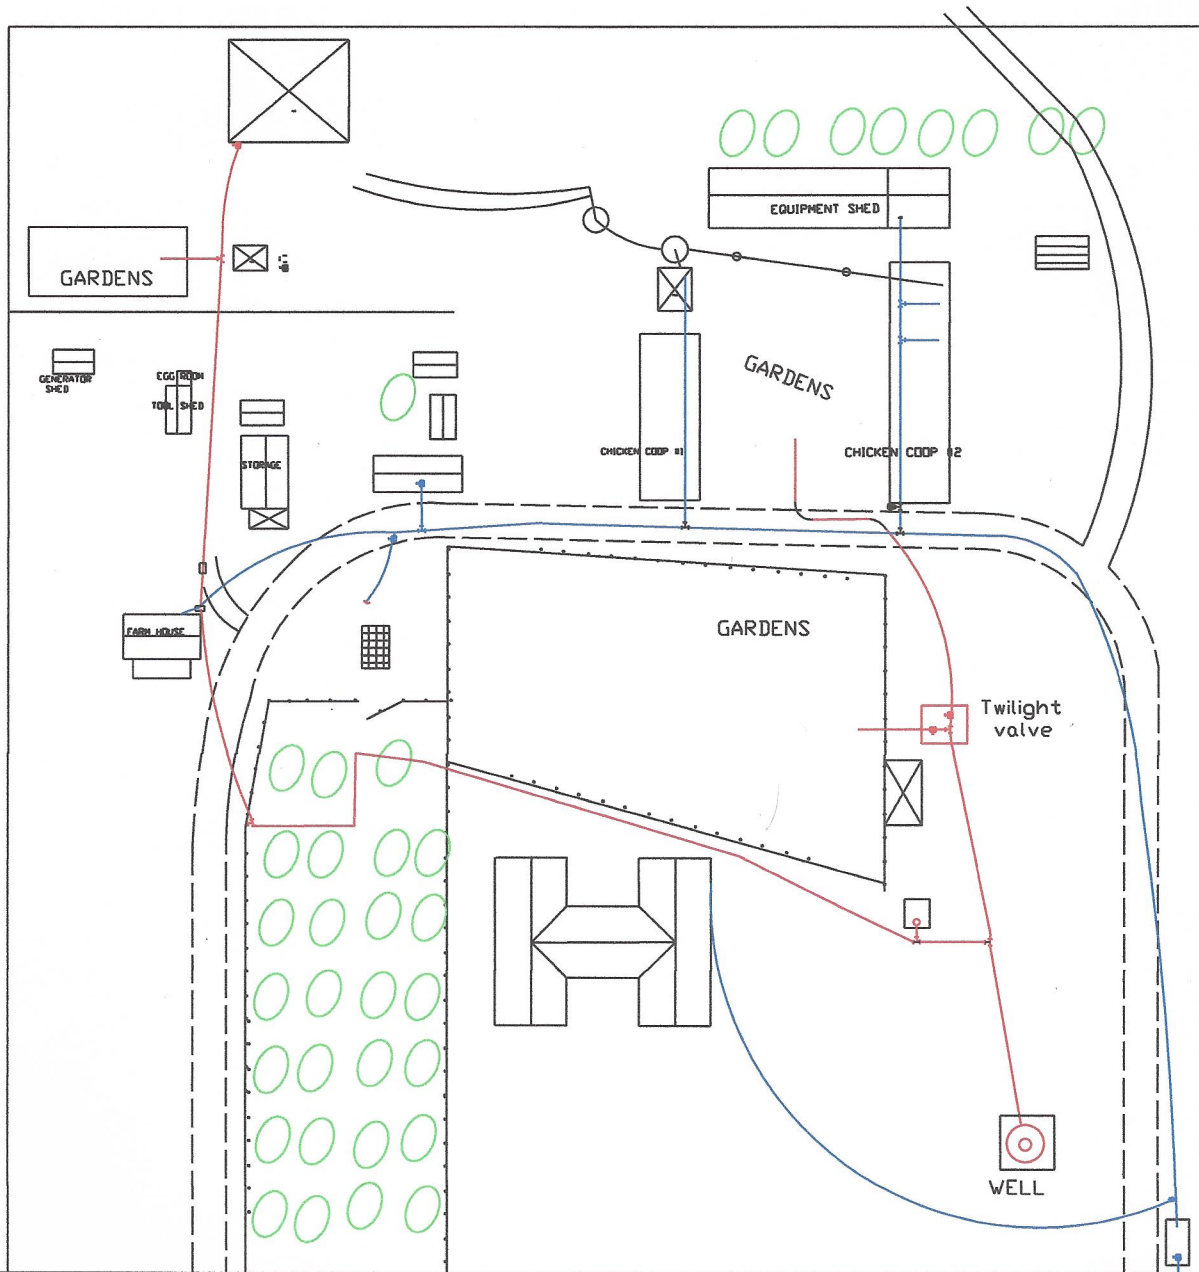 EQUIPMENT SHED
GARDENS
GENERATOR
SHED
EGG ROOM
TOOL SHED
GARDENS
STORAGE
CHICKEN COOP #1
CHICKEN COOP #2
FARM HOUSE
GARDENS
Twilight
valve
WELL